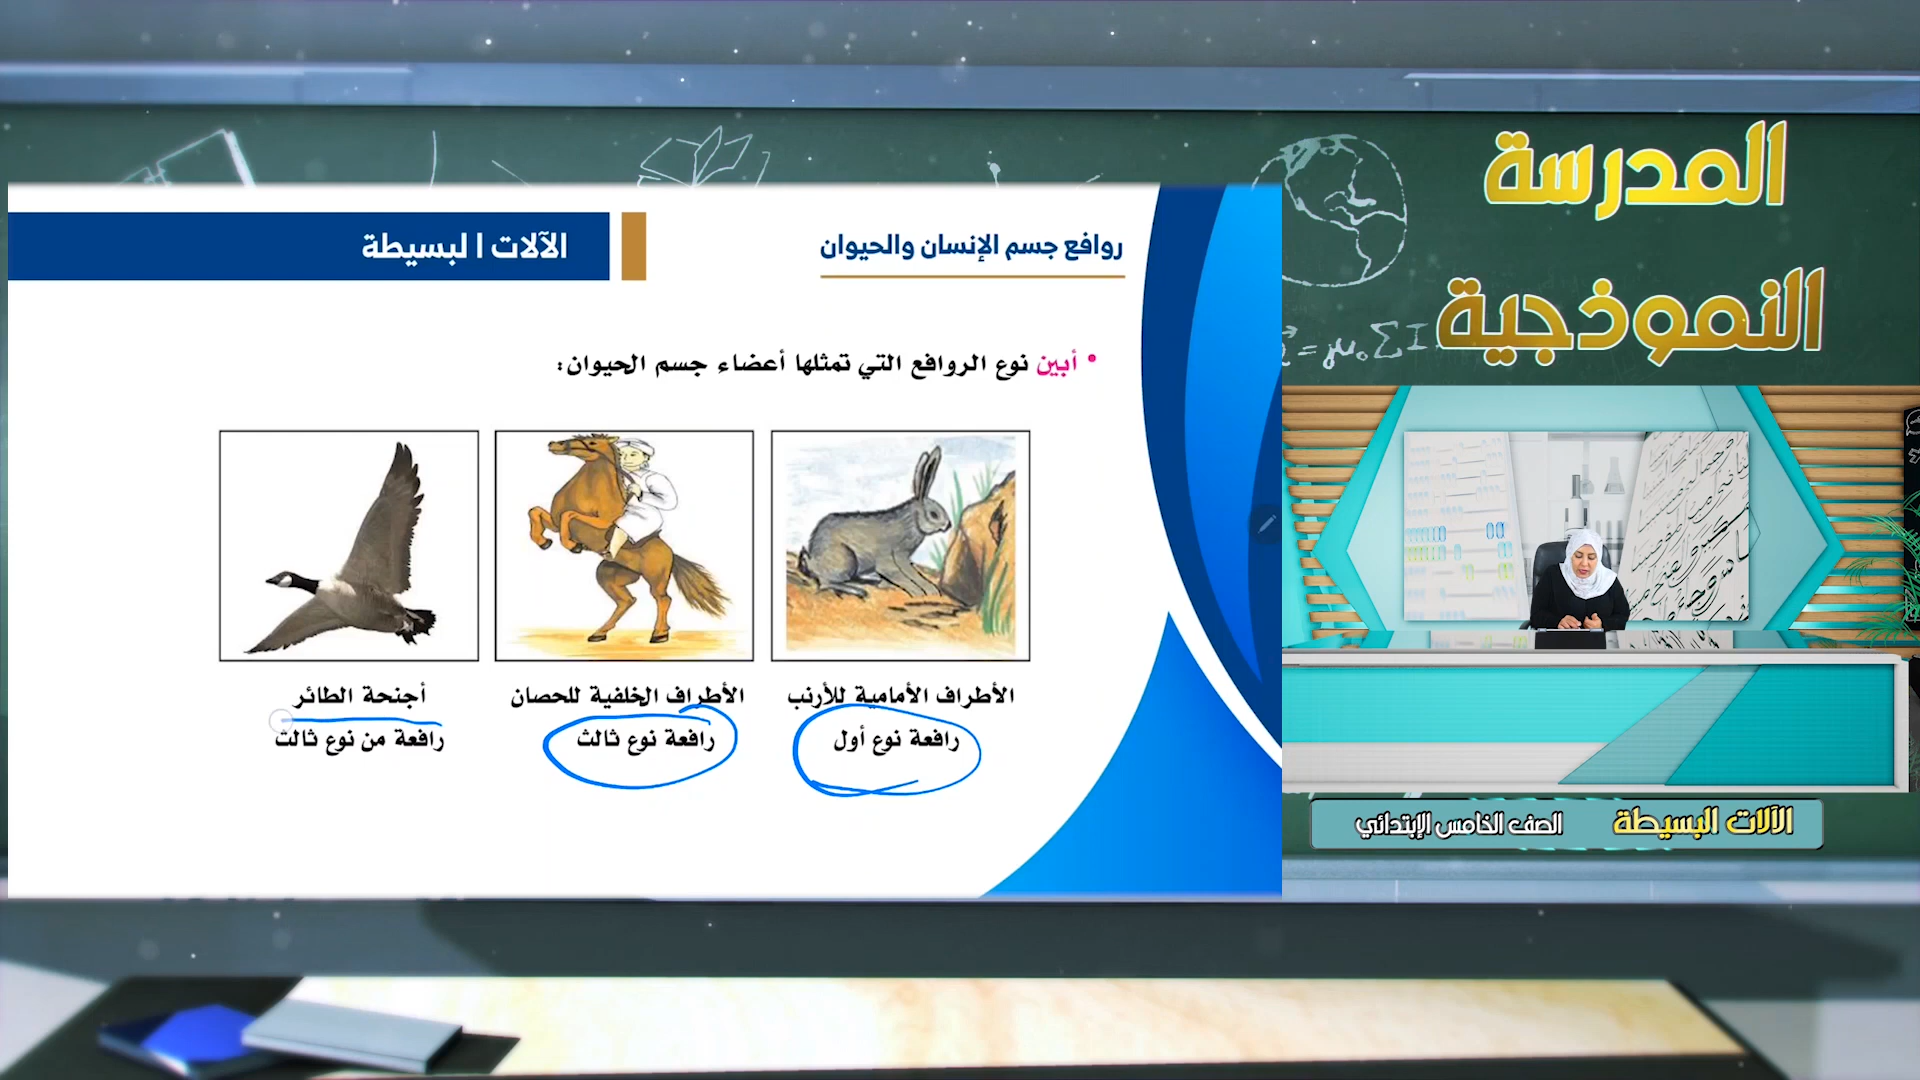 المدرسة
النموذجية
روافع جسم الإنسان والحيوان
الآلات البسيطة
• أبين نوع الروافع التي تمثلها أعضاء جسم الحيوان:
الأطراف الأمامية للأرنب
رافعة نوع أول
الأطراف الخلفية للحصان
رافعة نوع ثالث
أجنحة الطائر
رافعة من نوع ثالث
الآلات البسيطة
الصف الخامس الإبتدائي